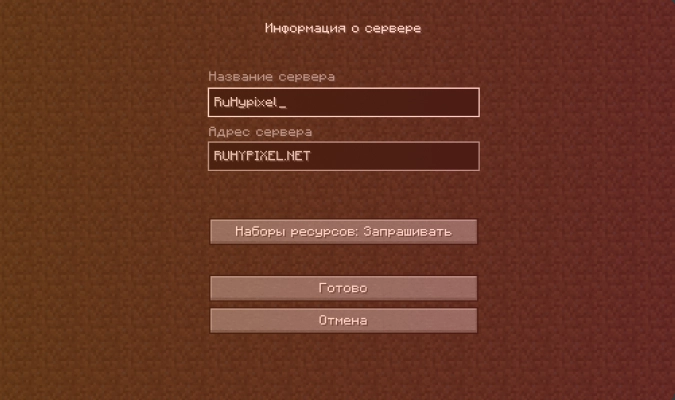 Информация о сервере
Название сервера
RuHypixel_
Адрес сервера
RUHYPIXEL.NET
Наборы ресурсов: Запрашивать
Готово
Отмена